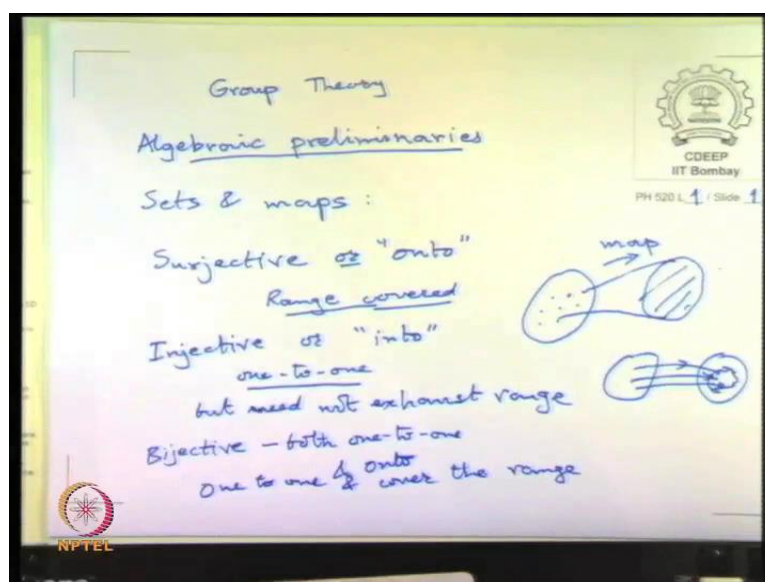 Group Theory
Algebraic preliminaries
CDEEP
IIT Bombay
PH 520 L 1 / Slide 1
Sets & maps :
map
Surjective or "onto"
Range covered
Injective or "into"
one-to-one
but need not exhaust range
Bijective – both one-to-one
& onto
one to one & cover the range
NPTEL